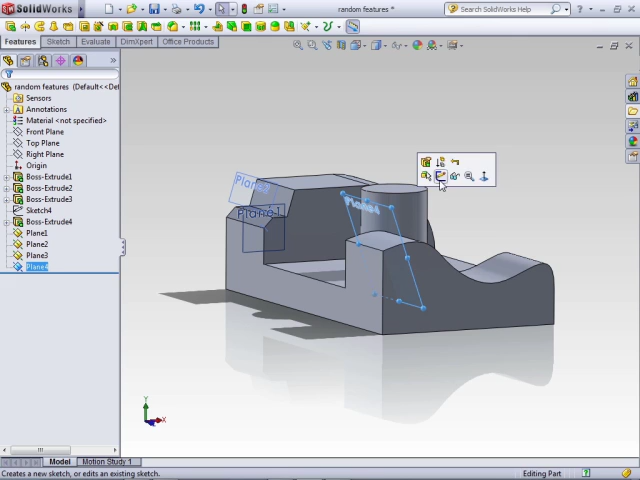 SolidWorks
random features *
Search SolidWorks Help
Features
Sketch
Evaluate
DimXpert
Office Products
random features (Default<<Def
Sensors
Annotations
Material <not specified>
Front Plane
Top Plane
Right Plane
Origin
Boss-Extrude1
Boss-Extrude2
Boss-Extrude3
Sketch4
Boss-Extrude4
Plane1
Plane2
Plane3
Plane4
Plane1
Plane4
Y
X
Model
Motion Study 1
Creates a new sketch, or edits an existing sketch.
Editing Part